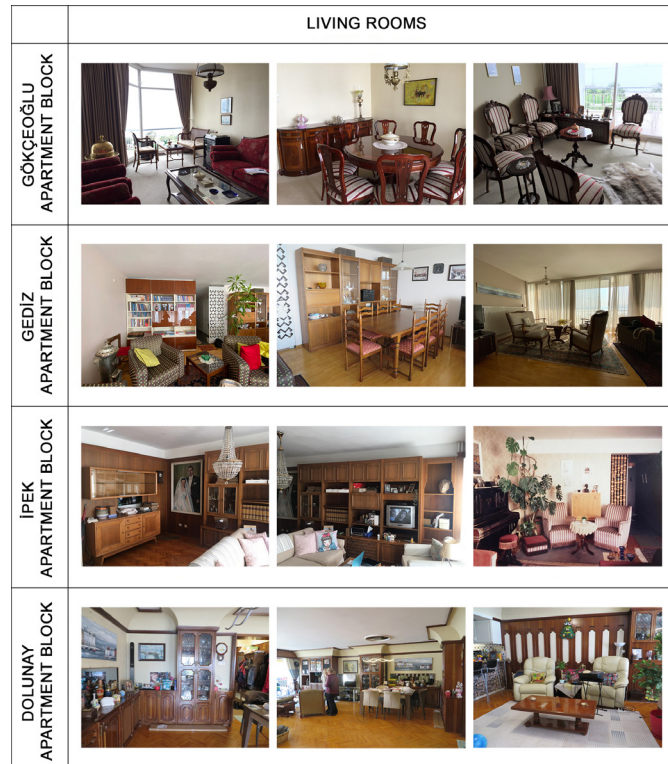 LIVING ROOMS
GÖKÇEOĞLU
APARTMENT BLOCK
GEDİZ
APARTMENT BLOCK
İPEK
APARTMENT BLOCK
DOLUNAY
APARTMENT BLOCK